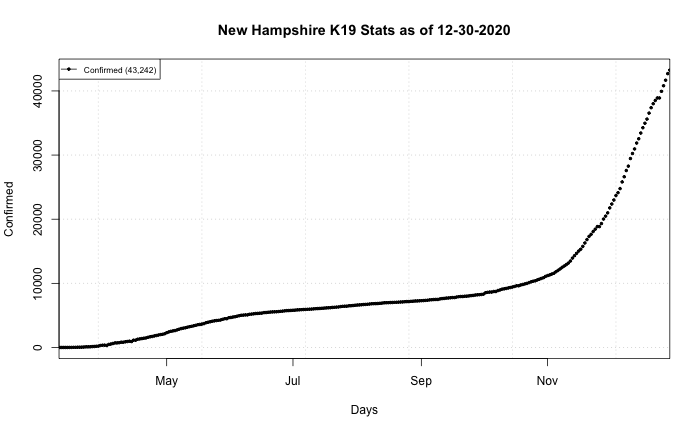 New Hampshire K19 Stats as of 12-30-2020
Confirmed (43,242)
Confirmed
40000
30000
20000
10000
0
May
Jul
Sep
Nov
Days